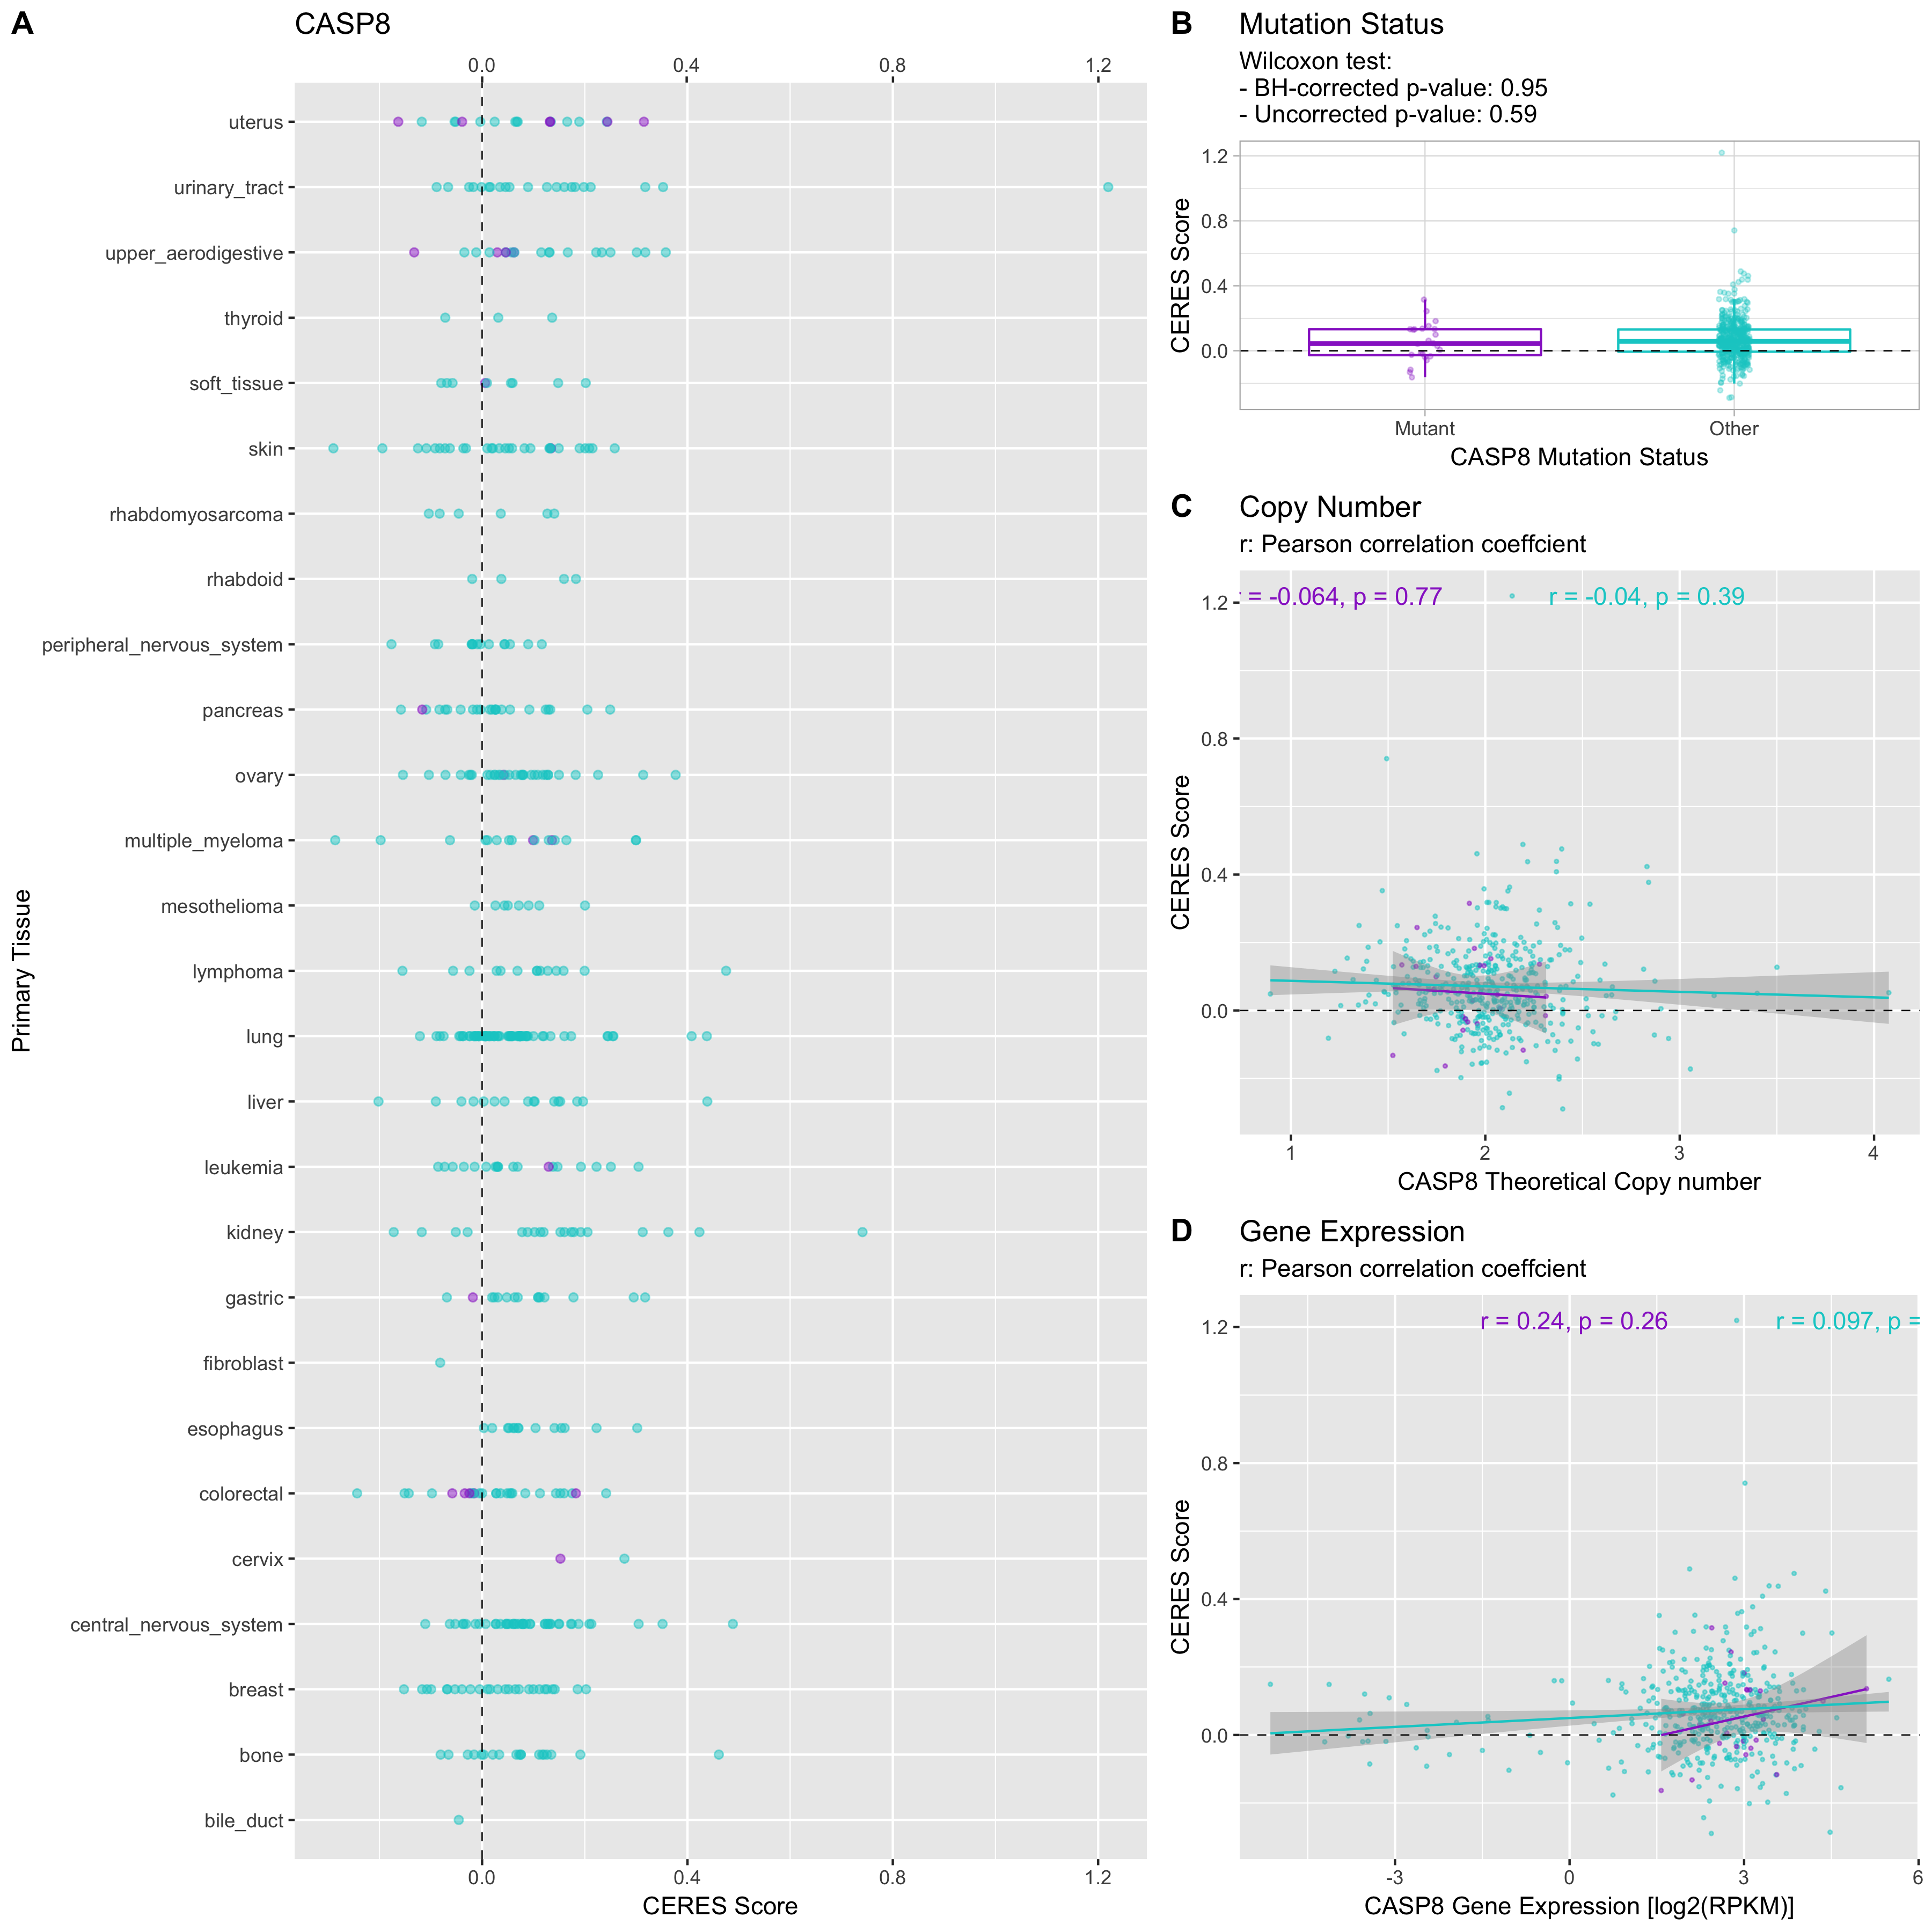 A
CASP8
0.0 0.4 0.8 1.2
uterus
urinary_tract
upper_aerodigestive
thyroid
soft_tissue
skin
rhabdomyosarcoma
rhabdoid
peripheral_nervous_system
pancreas
ovary
multiple_myeloma
mesothelioma
lymphoma
lung
liver
leukemia
kidney
gastric
fibroblast
esophagus
colorectal
cervix
central_nervous_system
breast
bone
bile_duct
Primary Tissue
0.0 0.4 0.8 1.2
CERES Score
B Mutation Status
Wilcoxon test:
- BH-corrected p-value: 0.95
- Uncorrected p-value: 0.59
1.2
0.8
0.4
0.0
CERES Score
Mutant Other
CASP8 Mutation Status
C Copy Number
r: Pearson correlation coeffcient
r = -0.064, p = 0.77 r = -0.04, p = 0.39
1.2
0.8
0.4
0.0
CERES Score
1 2 3 4
CASP8 Theoretical Copy number
D Gene Expression
r: Pearson correlation coeffcient
r = 0.24, p = 0.26 r = 0.097, p =
1.2
0.8
0.4
0.0
CERES Score
-3 0 3 6
CASP8 Gene Expression [log2(RPKM)]